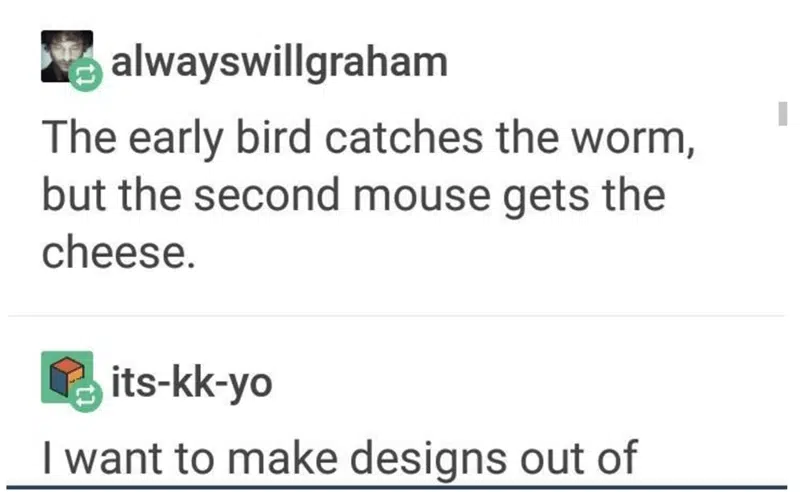 alwayswillgraham
The early bird catches the worm,
but the second mouse gets the
cheese.
its-kk-yo
I want to make designs out of